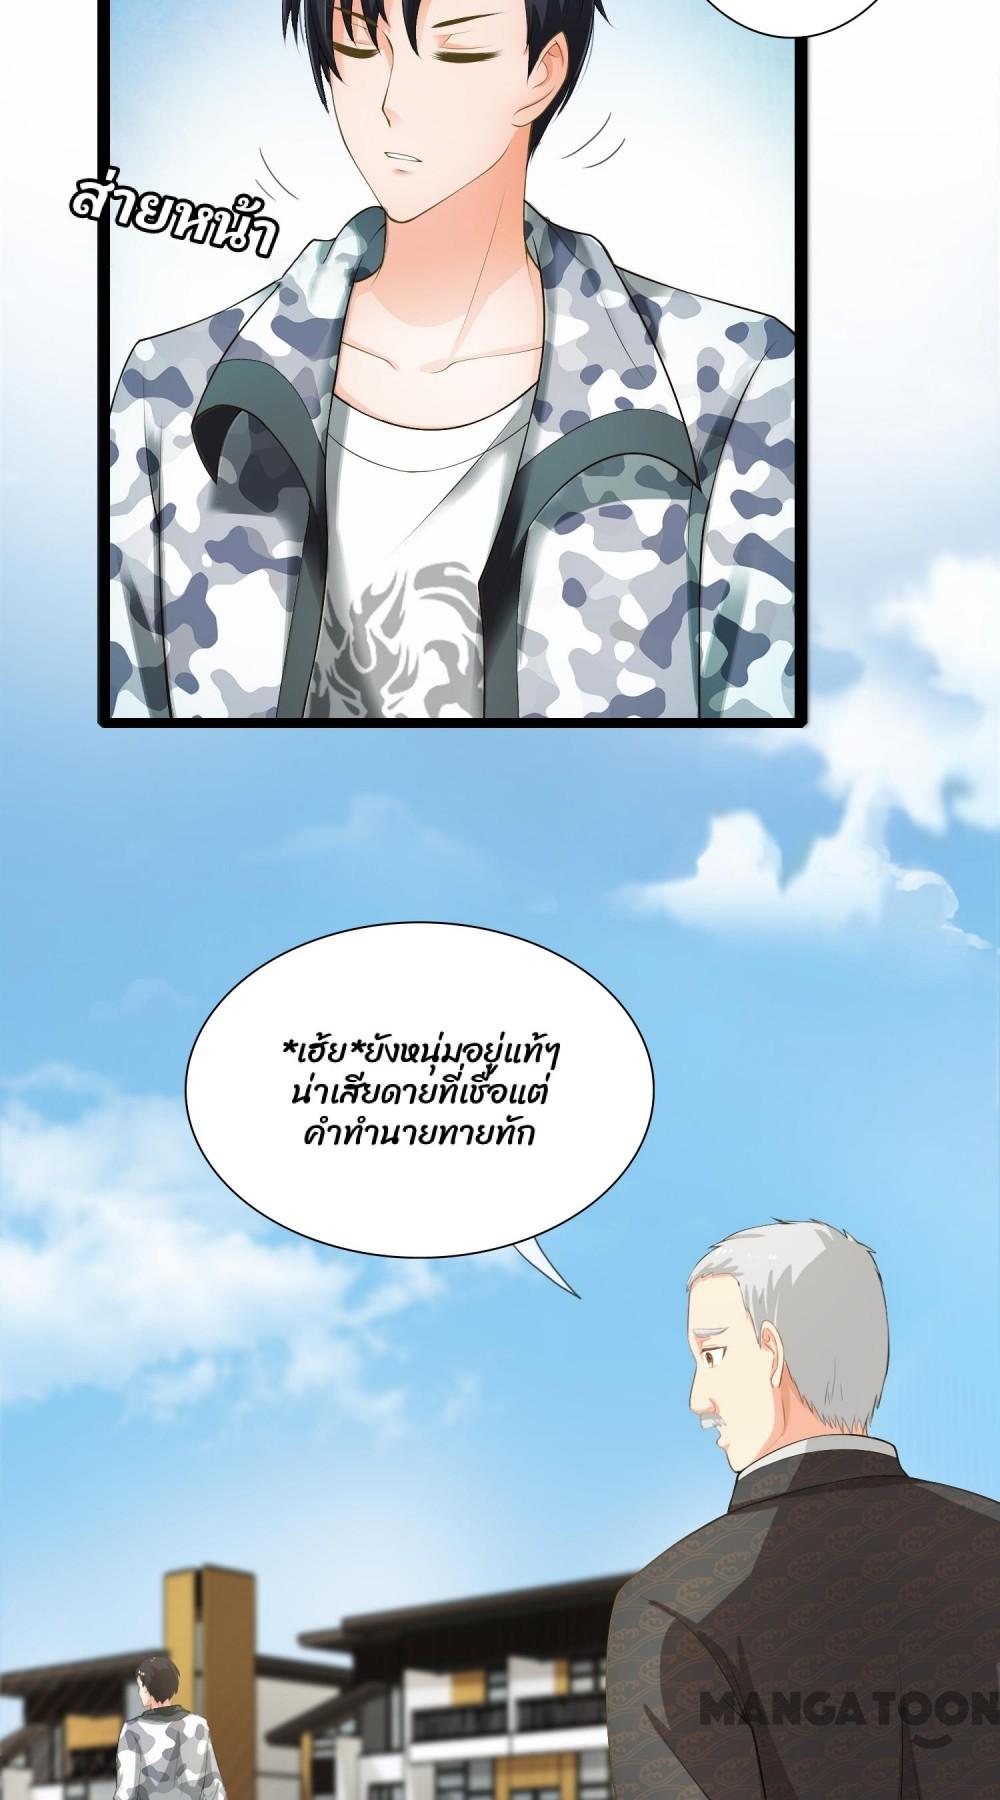 ส่ายหน้า
*เฮ้ย*ยังหนุ่มอยู่แท้ๆ
น่าเสียดายที่เชื่อแต่
คำทำนายทายทัก
MANGATOON